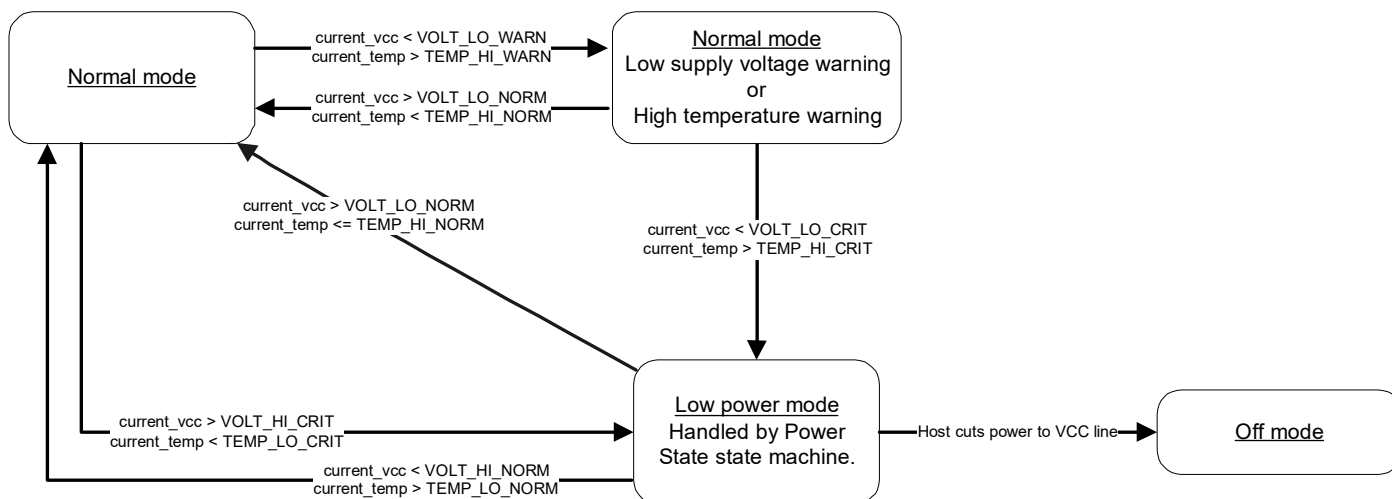 Normal mode
current_vcc < VOLT_LO_WARN
current_temp > TEMP_HI_WARN
Normal mode
Low supply voltage warning
or
High temperature warning
current_vcc > VOLT_LO_NORM
current_temp < TEMP_HI_NORM
current_vcc > VOLT_LO_NORM
current_temp <= TEMP_HI_NORM
current_vcc < VOLT_LO_CRIT
current_temp > TEMP_HI_CRIT
current_vcc > VOLT_HI_CRIT
current_temp < TEMP_LO_CRIT
current_vcc < VOLT_HI_NORM
current_temp > TEMP_LO_NORM
Low power mode
Handled by Power
State state machine.
Host cuts power to VCC line
Off mode